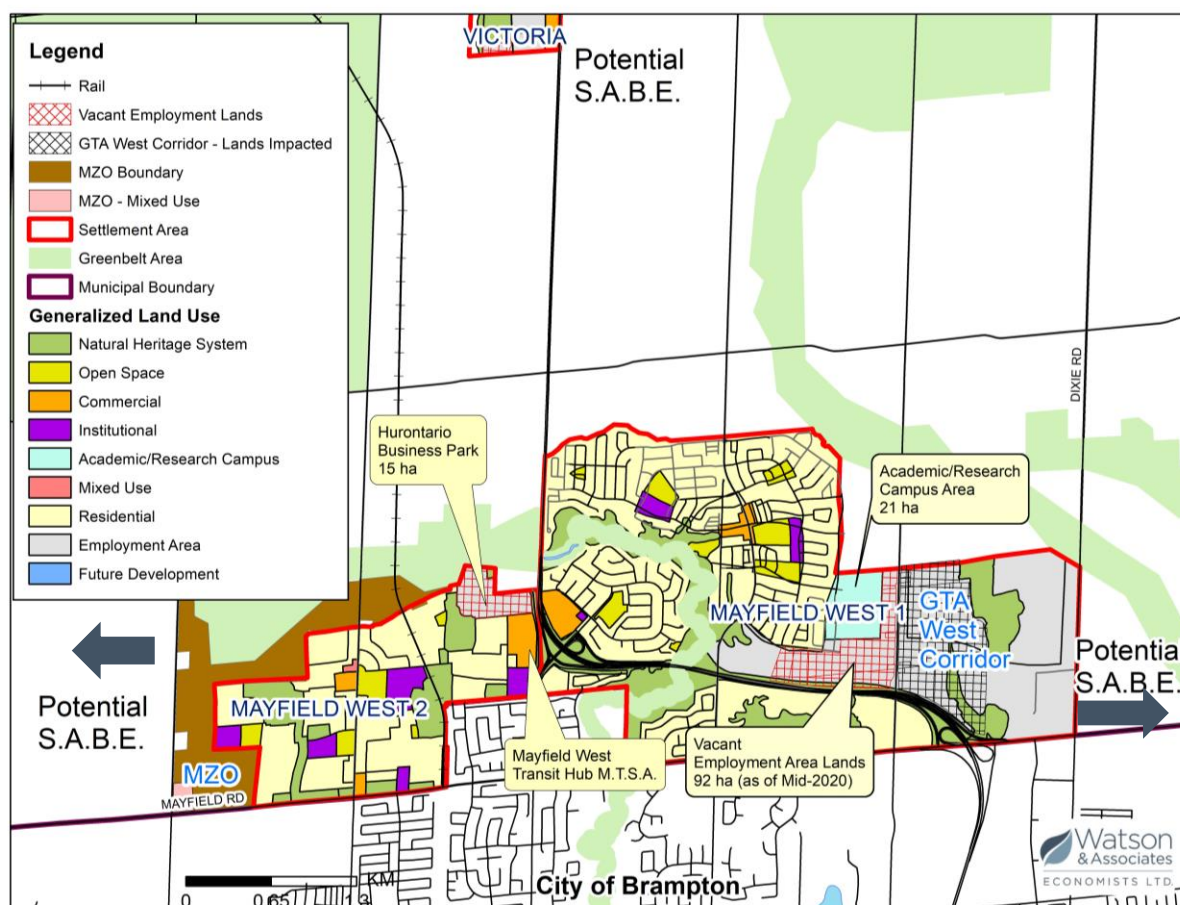 VICTORIA
Potential
S.A.B.E.
Legend
Rail
Vacant Employment Lands
GTA West Corridor - Lands Impacted
MZO Boundary
MZO - Mixed Use
Settlement Area
Greenbelt Area
Municipal Boundary
Generalized Land Use
Natural Heritage System
Open Space
Commercial
Institutional
Academic/Research Campus
Mixed Use
Residential
Employment Area
Future Development
DIXIE RD
Hurontario
Business Park
15 ha
Academic/Research
Campus Area
21 ha
MAYFIELD WEST 1
GTA
West
Corridor
Potential
S.A.B.E.
Potential
S.A.B.E.
MAYFIELD WEST 2
Mayfield West
Transit Hub M.T.S.A.
Vacant
Employment Area Lands
92 ha (as of Mid-2020)
MZO
MAYFIELD RD
KM
0 0.65 1.3
City of Brampton
Watson
& Associates
ECONOMISTS LTD.